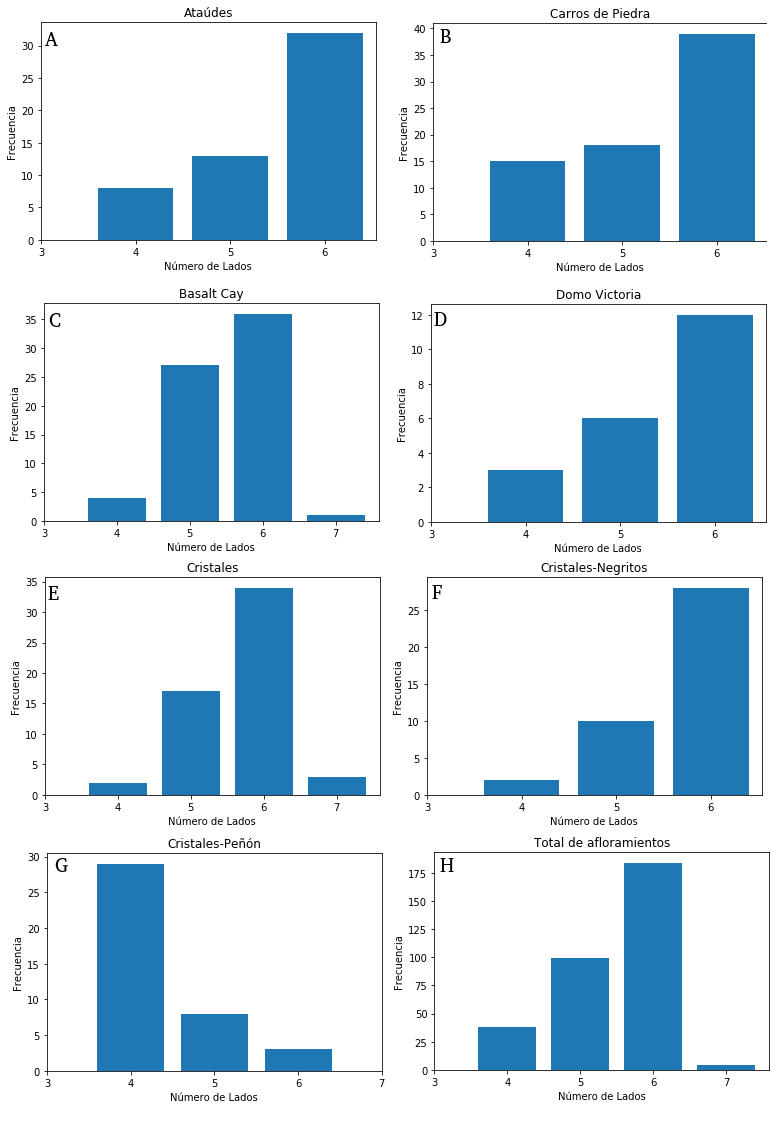 Ataúdes
A
Frecuencia
30
25
20
15
10
5
0
3 4 5 6
Número de Lados
Carros de Piedra
B
Frecuencia
40
35
30
25
20
15
10
5
0
3 4 5 6
Número de Lados
Basalt Cay
C
Frecuencia
35
30
25
20
15
10
5
0
3 4 5 6 7
Número de Lados
Domo Victoria
D
Frecuencia
12
10
8
6
4
2
0
3 4 5 6
Número de Lados
Cristales
E
Frecuencia
35
30
25
20
15
10
5
0
3 4 5 6 7
Número de Lados
Cristales-Negritos
F
Frecuencia
25
20
15
10
5
0
3 4 5 6
Número de Lados
Cristales-Peñón
G
Frecuencia
30
25
20
15
10
5
0
3 4 5 6 7
Número de Lados
Total de afloramientos
H
Frecuencia
175
150
125
100
75
50
25
0
3 4 5 6 7
Número de Lados